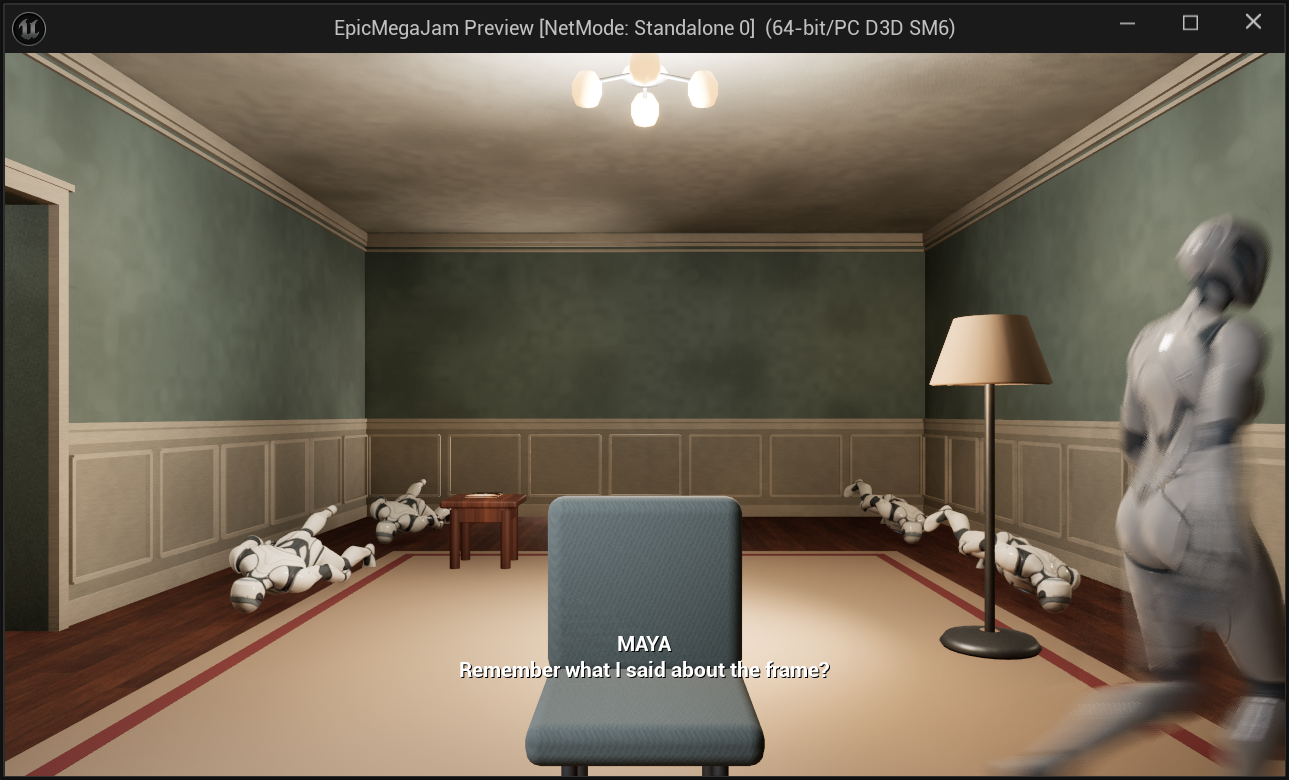 EpicMegaJam Preview [NetMode: Standalone 0] (64-bit/PC D3D SM6)
MAYA
Remember what I said about the frame?